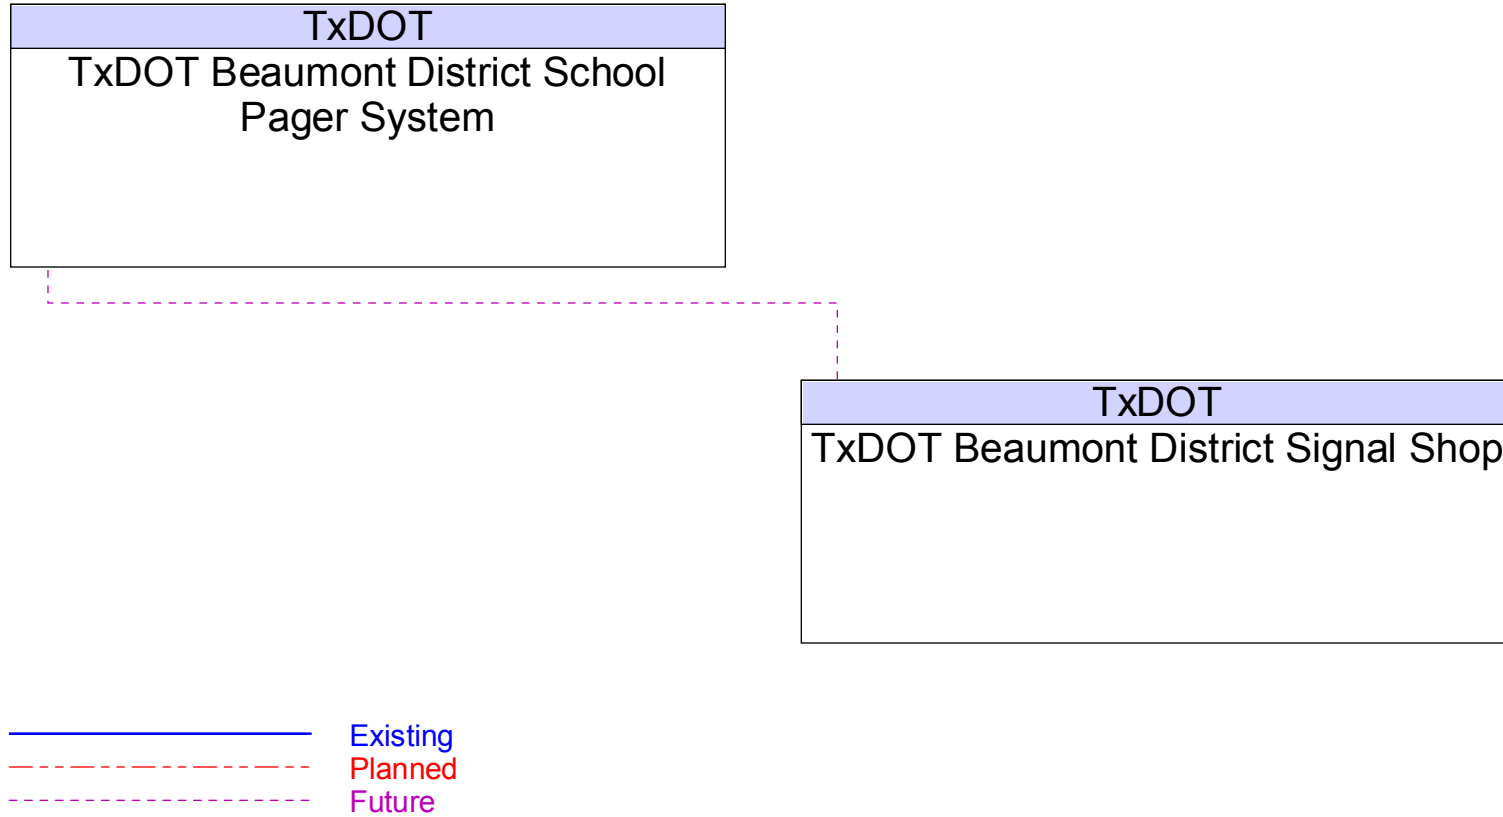 TxDOT
TxDOT Beaumont District School
Pager System
TxDOT
TxDOT Beaumont District Signal Shop
Existing
Planned
Future